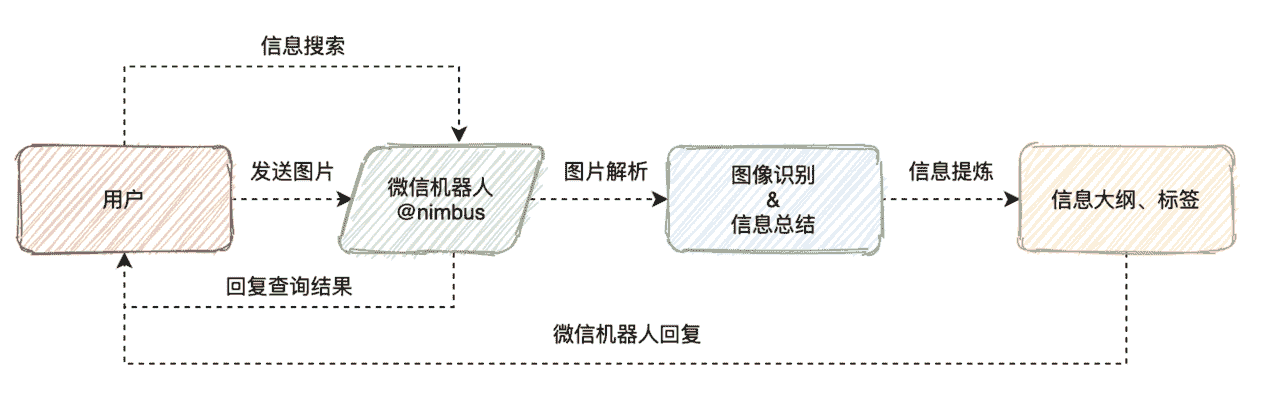 信息搜索
用户
发送图片
微信机器人
@nimbus
图片解析
图像识别
&
信息总结
信息提炼
信息大纲、标签
回复查询结果
微信机器人回复